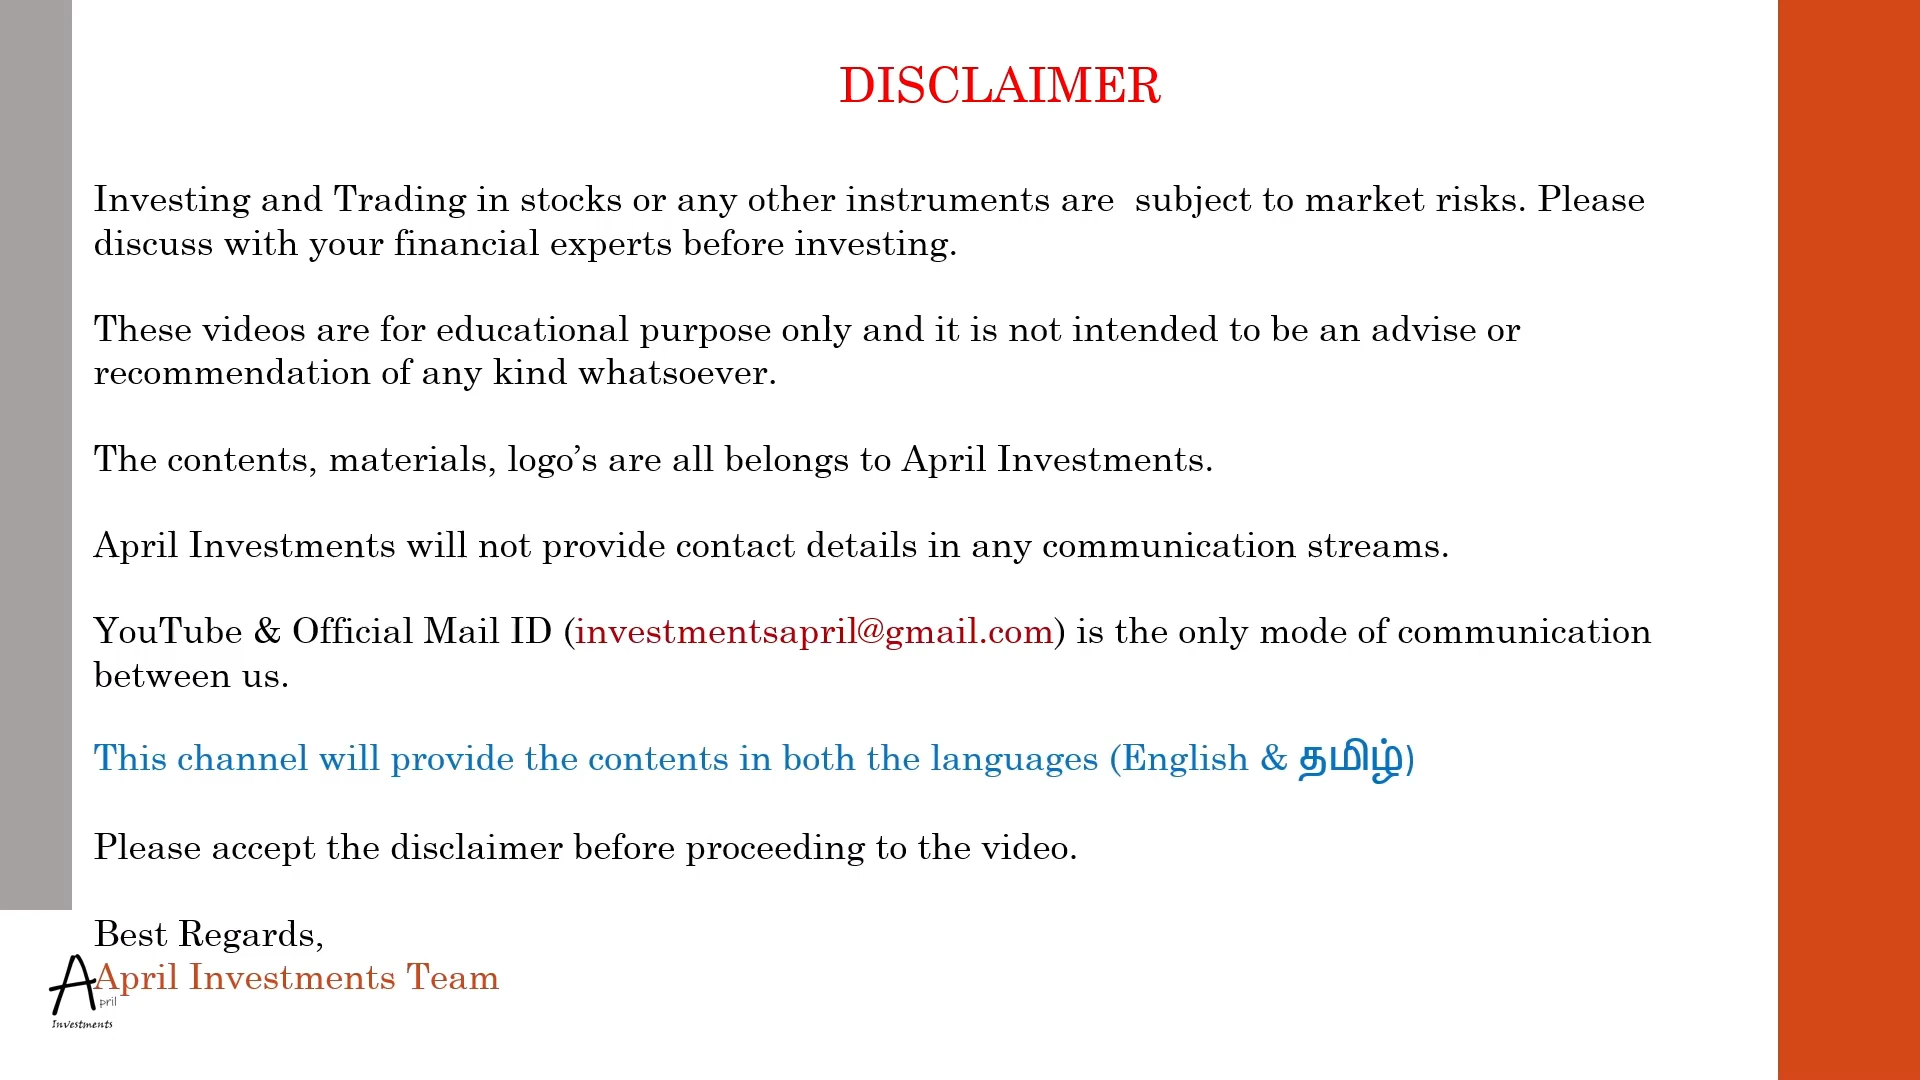 DISCLAIMER
Investing and Trading in stocks or any other instruments are  subject to market risks. Please
discuss with your financial experts before investing.
These videos are for educational purpose only and it is not intended to be an advise or
recommendation of any kind whatsoever.
The contents, materials, logo’s are all belongs to April Investments.
April Investments will not provide contact details in any communication streams.
YouTube & Official Mail ID (investmentsapril@gmail.com) is the only mode of communication
between us.
This channel will provide the contents in both the languages (English & தமிழ்)
Please accept the disclaimer before proceeding to the video.
Best Regards,
April Investments Team
April
Investments